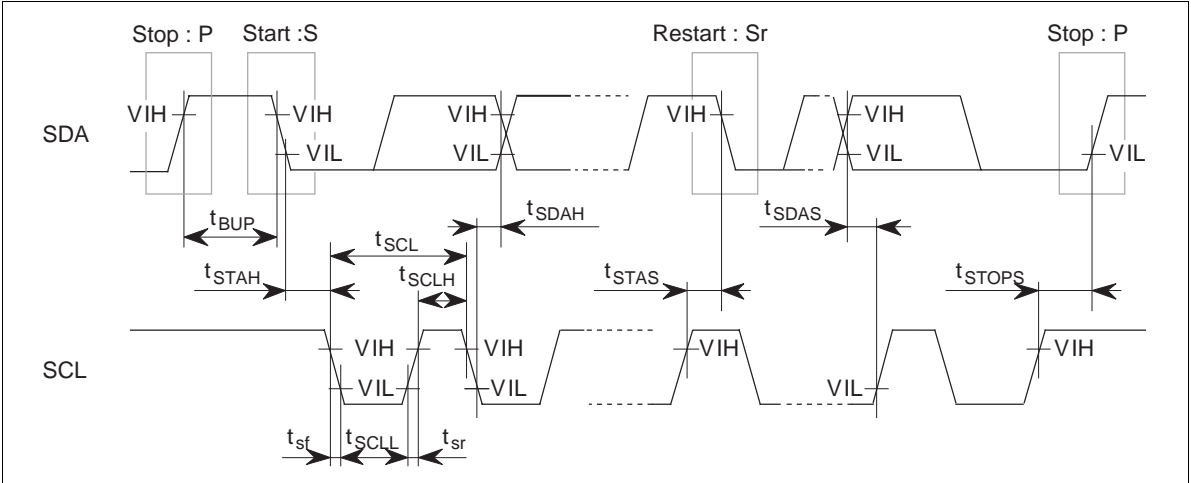 Stop : P Start :S Restart : Sr Stop : P
VIH VIH VIH VIH VIH
SDA
VIL VIL VIL VIL
tBUP tSDAH tSDAS
tSCL
tSTAH tSCLH tSTAS tSTOPS
VIH VIH VIH VIH
SCL
VIL VIL VIL
tsf tSCLL tsr